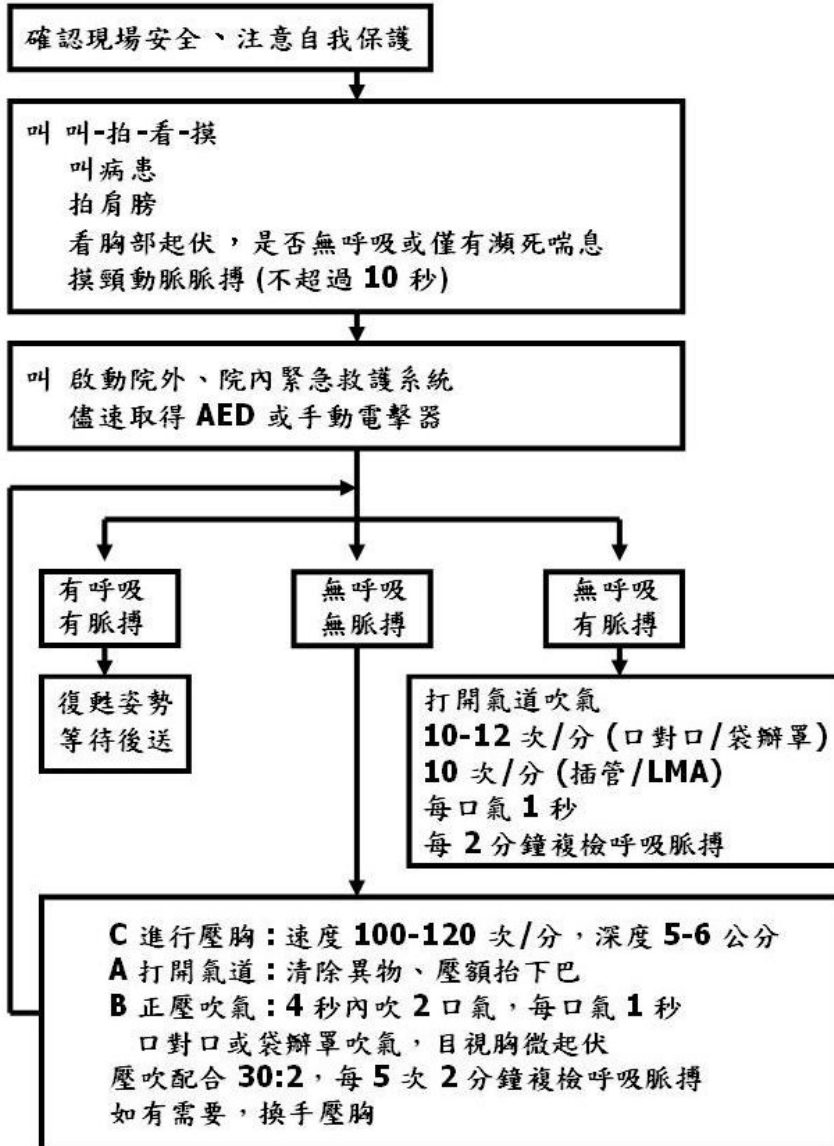 確認現場安全、注意自我保護
叫 叫-拍-看-摸
叫病患
拍肩膀
看胸部起伏，是否無呼吸或僅有瀕死喘息
摸頸動脈脈搏 (不超過 10 秒)
叫 啟動院外、院內緊急救護系統
儘速取得 AED 或手動電擊器
有呼吸
有脈搏
無呼吸
無脈搏
無呼吸
有脈搏
復甦姿勢
等待後送
打開氣道吹氣
10-12 次/分 (口對口/袋瓣罩)
10 次/分 (插管/LMA)
每口氣 1 秒
每 2 分鐘複檢呼吸脈搏
C 進行壓胸：速度 100-120 次/分，深度 5-6 公分
A 打開氣道：清除異物、壓額抬下巴
B 正壓吹氣：4 秒內吹 2 口氣，每口氣 1 秒
口對口或袋瓣罩吹氣，目視胸微起伏
壓吹配合 30:2，每 5 次 2 分鐘複檢呼吸脈搏
如有需要，換手壓胸